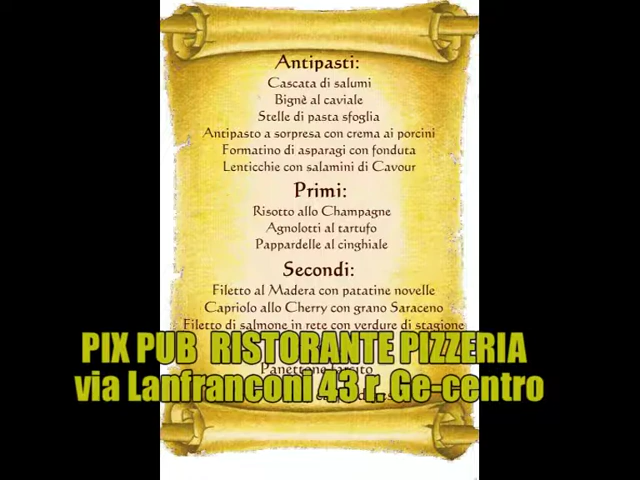 Antipasti:
Cascata di salumi
Bignè al caviale
Stelle di pasta sfoglia
Antipasto a sorpresa con crema ai porcini
Formatino di asparagi con fonduta
Lenticchie con salamini di Cavour
Primi:
Risotto allo Champagne
Agnolotti al tartufo
Pappardelle al cinghiale
Secondi:
Filetto al Madera con patatine novelle
Capriolo allo Cherry con grano Saraceno
Filetto di salmone in rete con verdure di stagione
PIX PUB RISTORANTE PIZZERIA
Panettone farcito
via Lanfranconi 43 r. Ge-centro